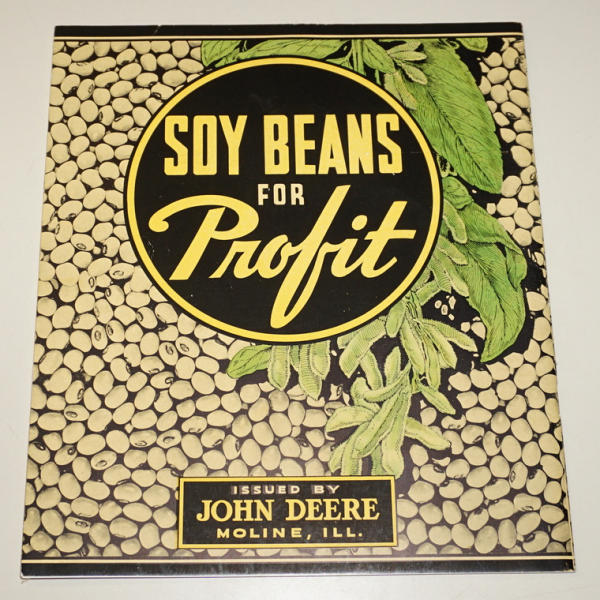 SOY BEANS
FOR
Profit
ISSUED BY
JOHN DEERE
MOLINE, ILL.